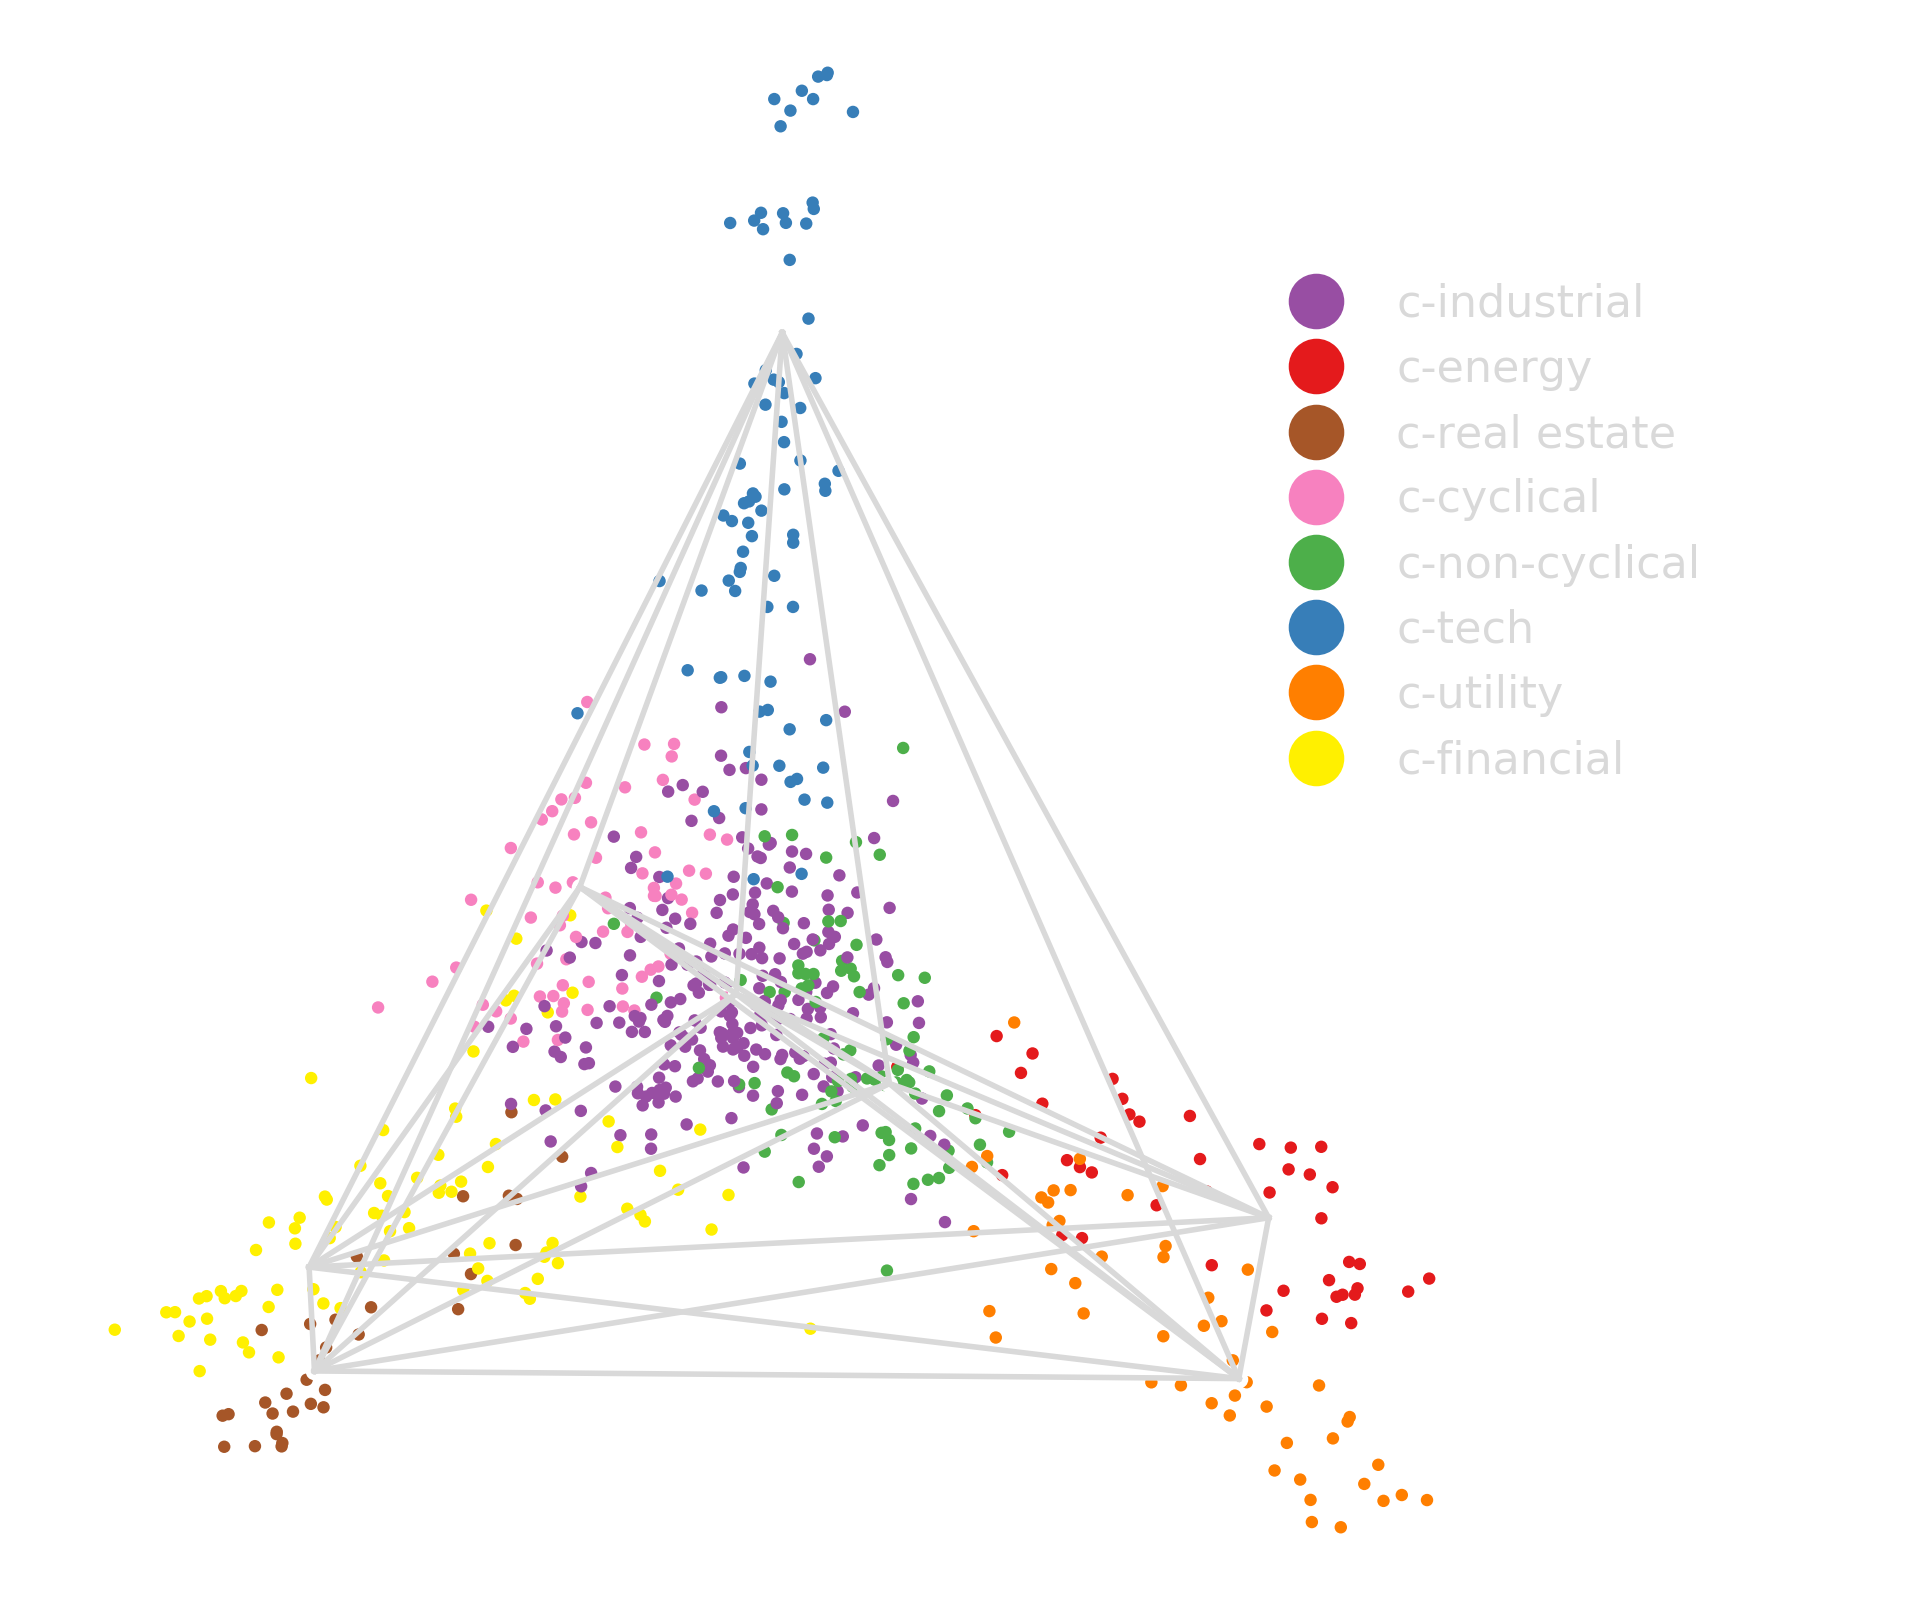 c-industrial
c-energy
c-real estate
c-cyclical
c-non-cyclical
c-tech
c-utility
c-financial